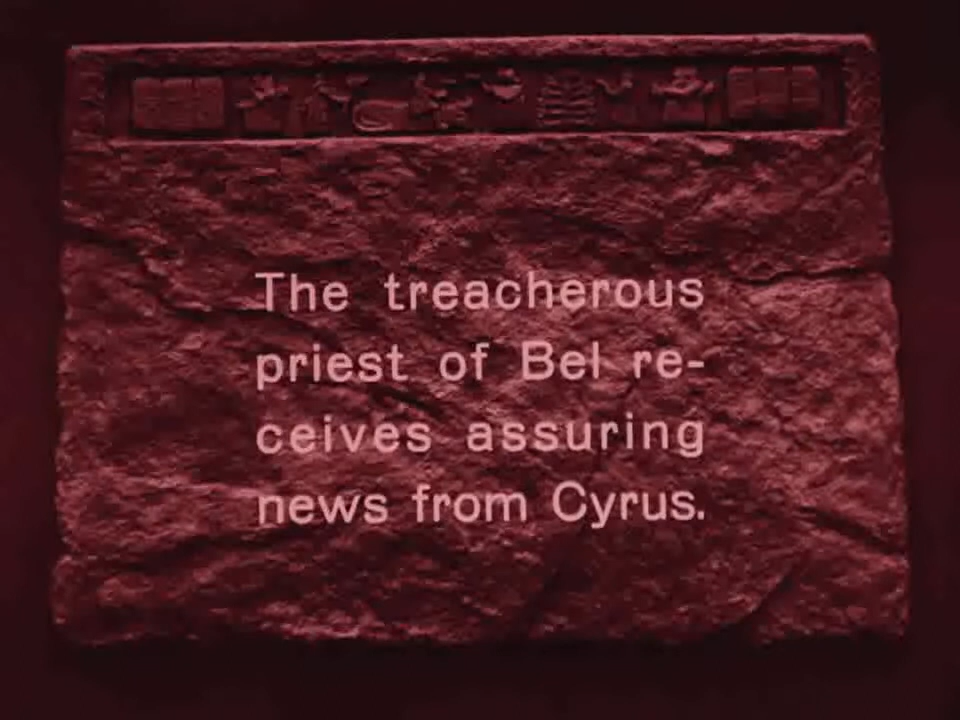 The treacherous
priest of Bel re-
ceives assuring
news from Cyrus.